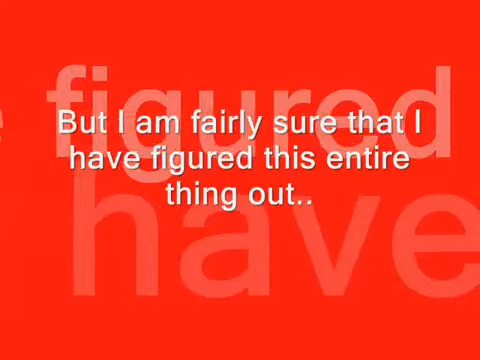 figured
But I am fairly sure that I
have figured this entire
thing out..
have